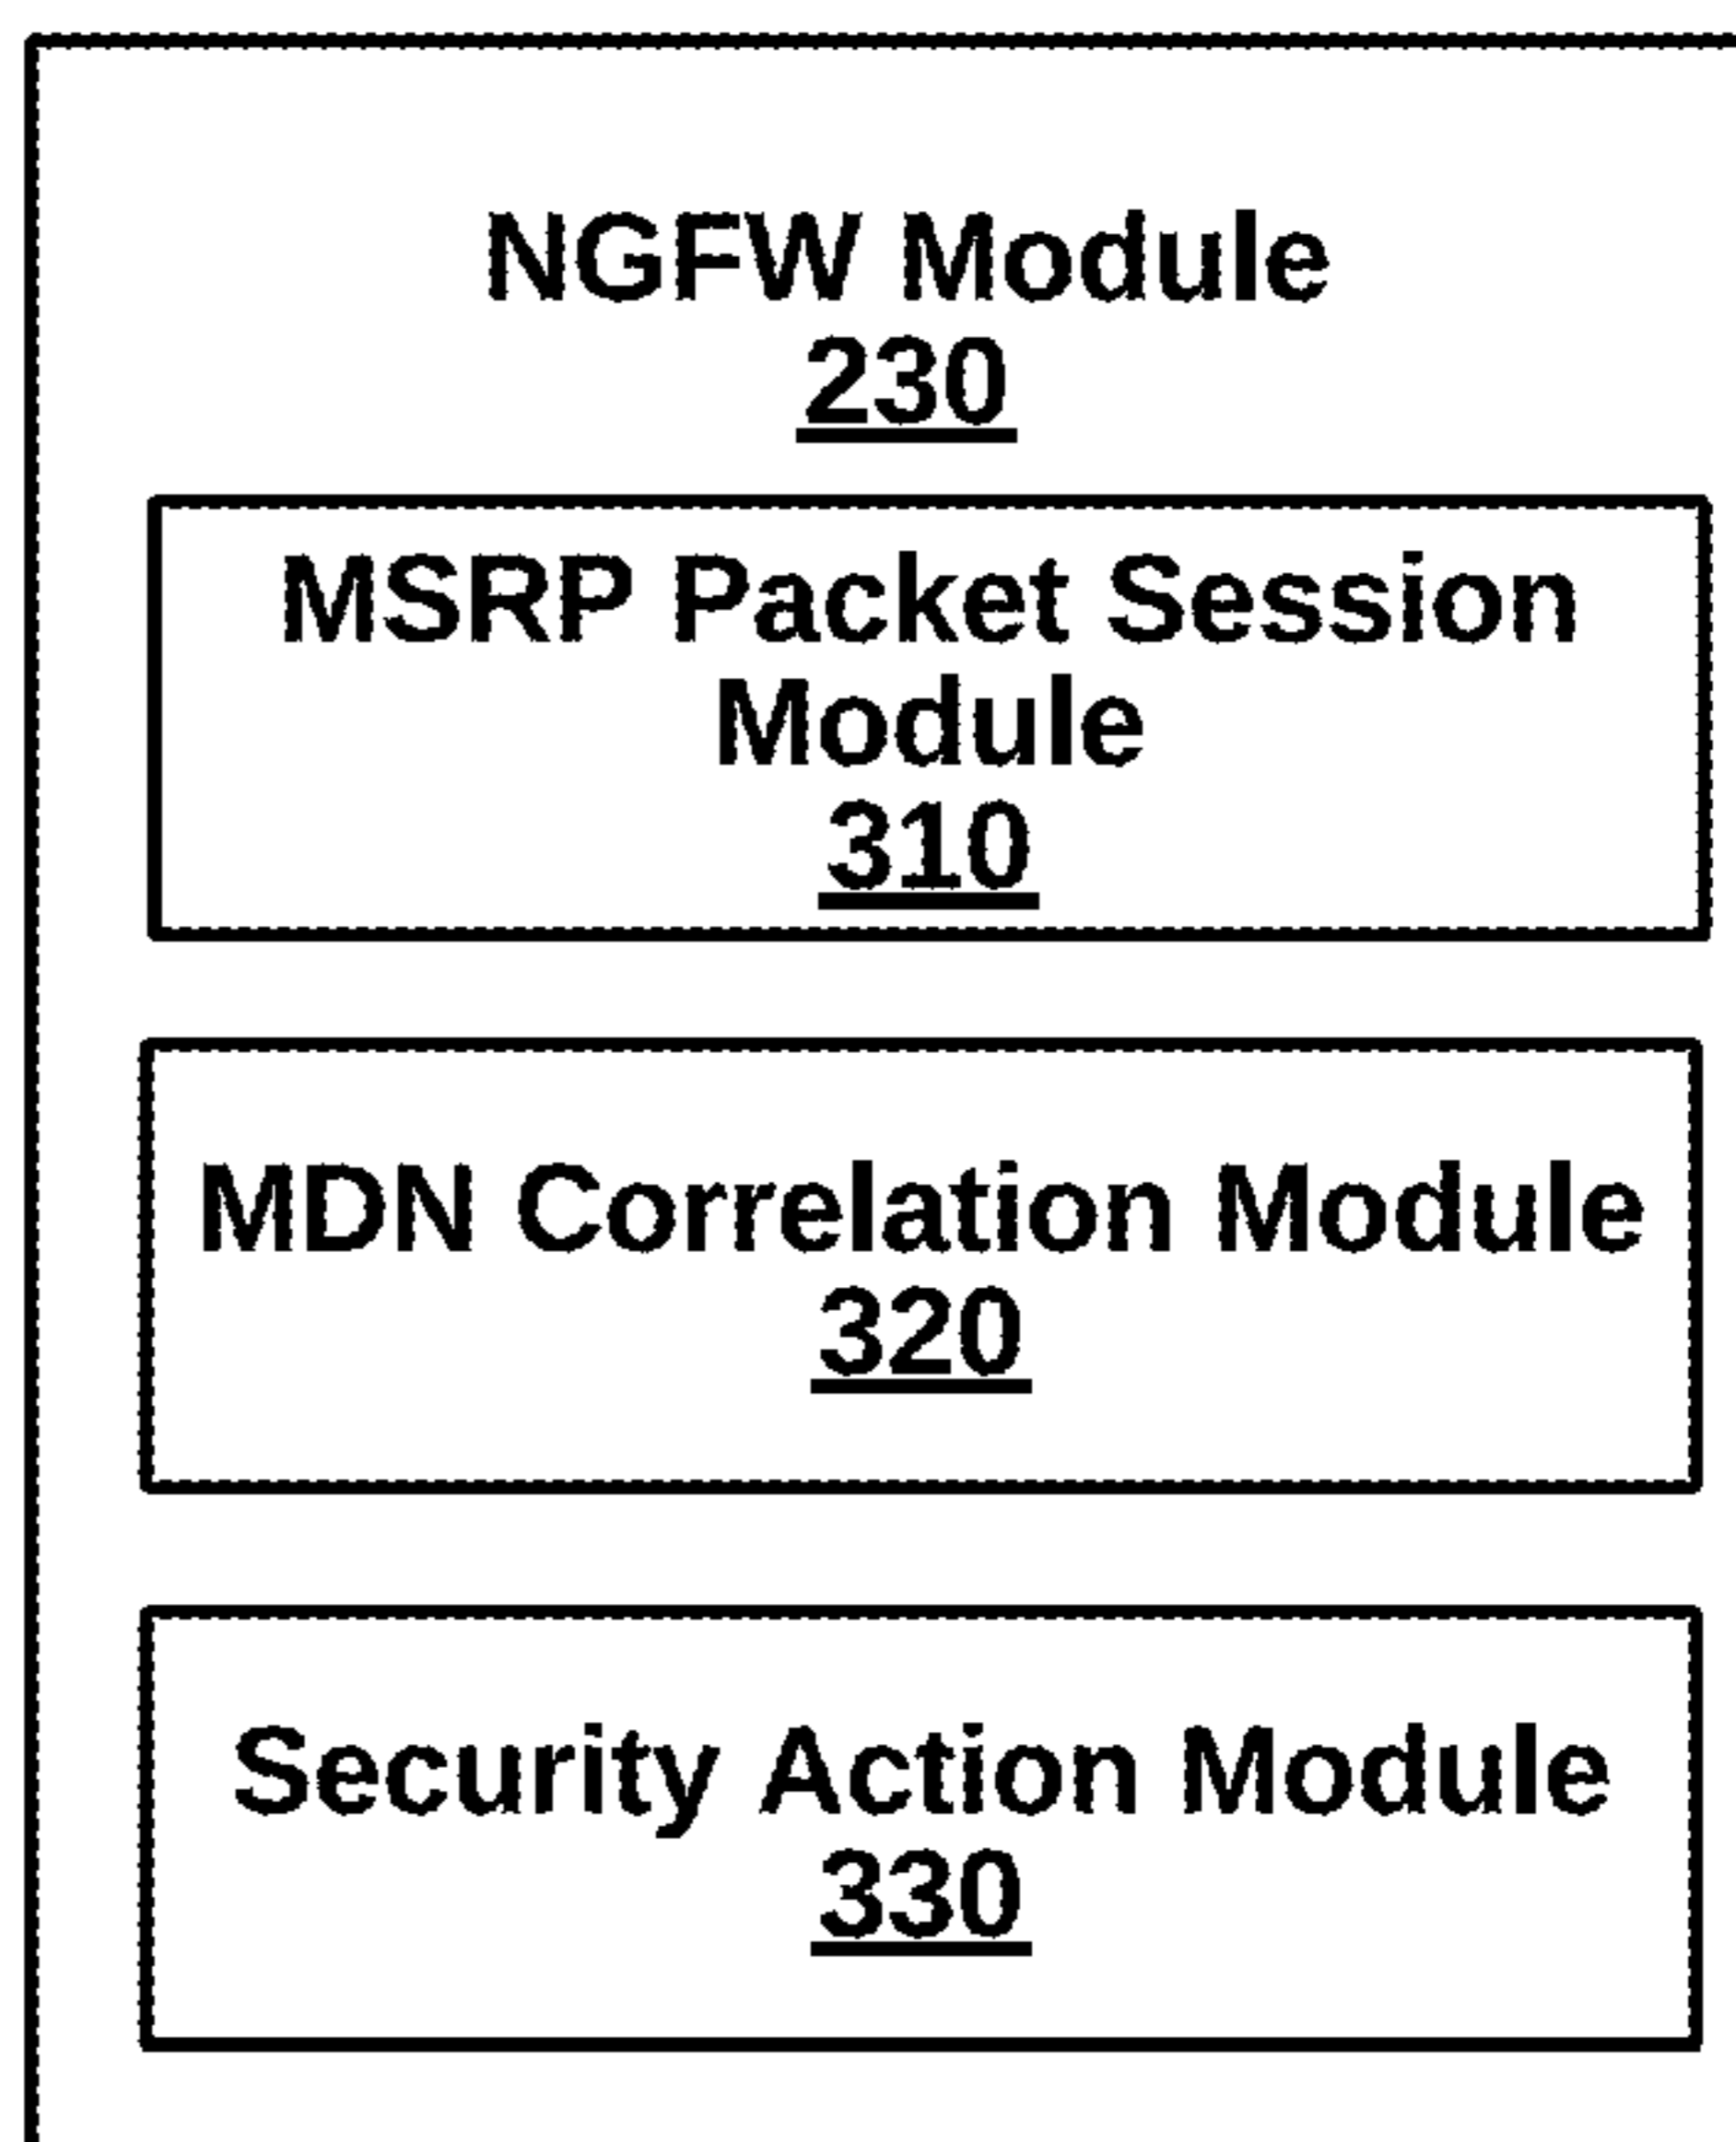 NGFW Module
230
MSRP Packet Session
Module
310
MDN Correlation Module
320
Security Action Module
330